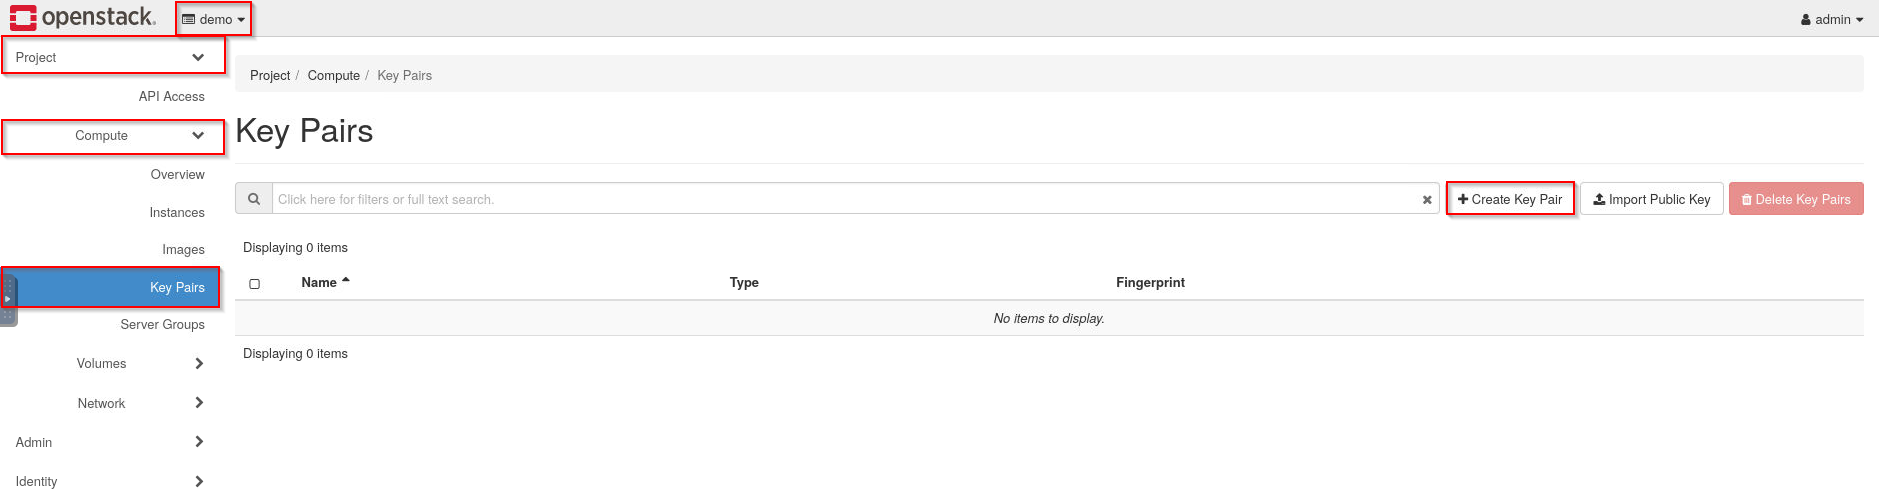 openstack. demo admin
Project
API Access
Compute
Overview
Instances
Images
Key Pairs
Server Groups
Volumes
Network
Admin
Identity
Project / Compute / Key Pairs
Key Pairs
Click here for filters or full text search. Create Key Pair Import Public Key Delete Key Pairs
Displaying 0 items
Name Type Fingerprint
No items to display.
Displaying 0 items